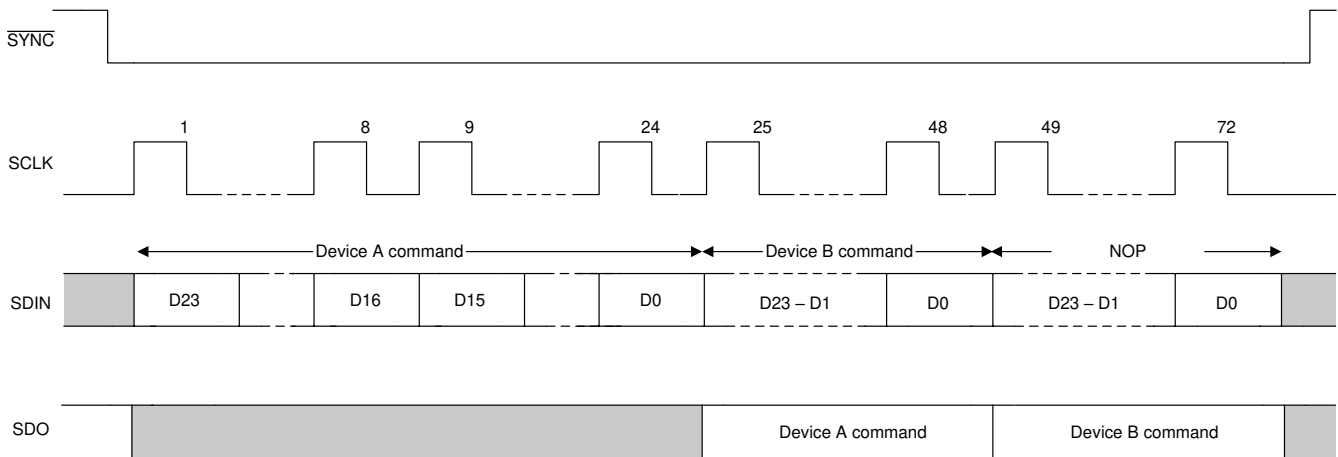 SYNC
1 8 9 24 25 48 49 72
SCLK
Device A command Device B command NOP
SDIN D23 D16 D15 D0 D23 – D1 D0 D23 – D1 D0
SDO Device A command Device B command